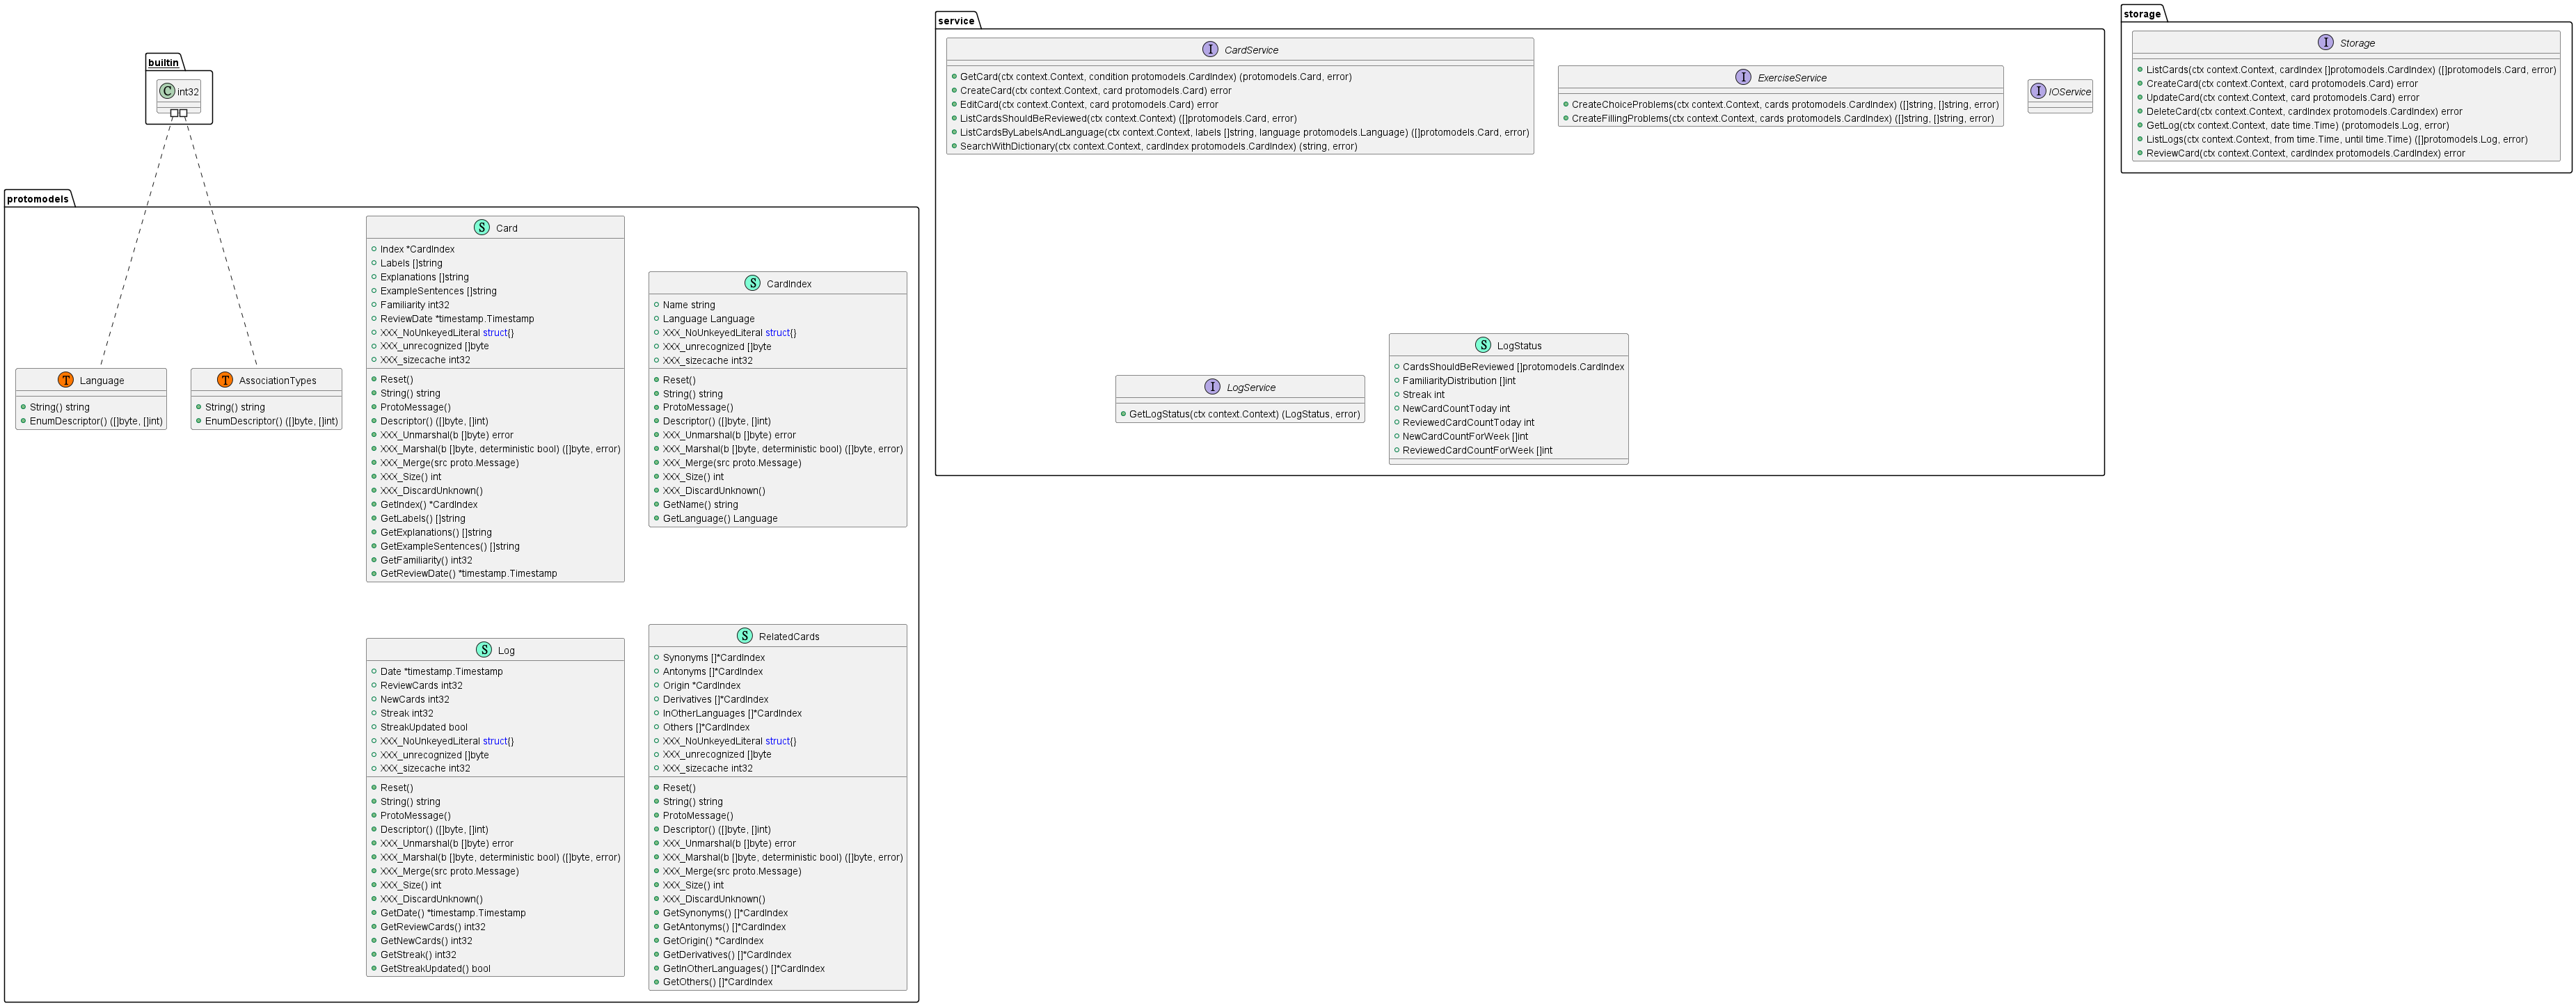 builtin
C int32
protomodels
T Language
String() string
EnumDescriptor() ([]byte, []int)
T AssociationTypes
String() string
EnumDescriptor() ([]byte, []int)
S Card
Index *CardIndex
Labels []string
Explanations []string
ExampleSentences []string
Familiarity int32
ReviewDate *timestamp.Timestamp
XXX_NoUnkeyedLiteral struct{}
XXX_unrecognized []byte
XXX_sizecache int32
Reset()
String() string
ProtoMessage()
Descriptor() ([]byte, []int)
XXX_Unmarshal(b []byte) error
XXX_Marshal(b []byte, deterministic bool) ([]byte, error)
XXX_Merge(src proto.Message)
XXX_Size() int
XXX_DiscardUnknown()
GetIndex() *CardIndex
GetLabels() []string
GetExplanations() []string
GetExampleSentences() []string
GetFamiliarity() int32
GetReviewDate() *timestamp.Timestamp
S CardIndex
Name string
Language Language
XXX_NoUnkeyedLiteral struct{}
XXX_unrecognized []byte
XXX_sizecache int32
Reset()
String() string
ProtoMessage()
Descriptor() ([]byte, []int)
XXX_Unmarshal(b []byte) error
XXX_Marshal(b []byte, deterministic bool) ([]byte, error)
XXX_Merge(src proto.Message)
XXX_Size() int
XXX_DiscardUnknown()
GetName() string
GetLanguage() Language
S Log
Date *timestamp.Timestamp
ReviewCards int32
NewCards int32
Streak int32
StreakUpdated bool
XXX_NoUnkeyedLiteral struct{}
XXX_unrecognized []byte
XXX_sizecache int32
Reset()
String() string
ProtoMessage()
Descriptor() ([]byte, []int)
XXX_Unmarshal(b []byte) error
XXX_Marshal(b []byte, deterministic bool) ([]byte, error)
XXX_Merge(src proto.Message)
XXX_Size() int
XXX_DiscardUnknown()
GetDate() *timestamp.Timestamp
GetReviewCards() int32
GetNewCards() int32
GetStreak() int32
GetStreakUpdated() bool
S RelatedCards
Synonyms []*CardIndex
Antonyms []*CardIndex
Origin *CardIndex
Derivatives []*CardIndex
InOtherLanguages []*CardIndex
Others []*CardIndex
XXX_NoUnkeyedLiteral struct{}
XXX_unrecognized []byte
XXX_sizecache int32
Reset()
String() string
ProtoMessage()
Descriptor() ([]byte, []int)
XXX_Unmarshal(b []byte) error
XXX_Marshal(b []byte, deterministic bool) ([]byte, error)
XXX_Merge(src proto.Message)
XXX_Size() int
XXX_DiscardUnknown()
GetSynonyms() []*CardIndex
GetAntonyms() []*CardIndex
GetOrigin() *CardIndex
GetDerivatives() []*CardIndex
GetInOtherLanguages() []*CardIndex
GetOthers() []*CardIndex
service
I CardService
GetCard(ctx context.Context, condition protomodels.CardIndex) (protomodels.Card, error)
CreateCard(ctx context.Context, card protomodels.Card) error
EditCard(ctx context.Context, card protomodels.Card) error
ListCardsShouldBeReviewed(ctx context.Context) ([]protomodels.Card, error)
ListCardsByLabelsAndLanguage(ctx context.Context, labels []string, language protomodels.Language) ([]protomodels.Card, error)
SearchWithDictionary(ctx context.Context, cardIndex protomodels.CardIndex) (string, error)
I ExerciseService
CreateChoiceProblems(ctx context.Context, cards protomodels.CardIndex) ([]string, []string, error)
CreateFillingProblems(ctx context.Context, cards protomodels.CardIndex) ([]string, []string, error)
I IOService
I LogService
GetLogStatus(ctx context.Context) (LogStatus, error)
S LogStatus
CardsShouldBeReviewed []protomodels.CardIndex
FamiliarityDistribution []int
Streak int
NewCardCountToday int
ReviewedCardCountToday int
NewCardCountForWeek []int
ReviewedCardCountForWeek []int
storage
I Storage
ListCards(ctx context.Context, cardIndex []protomodels.CardIndex) ([]protomodels.Card, error)
CreateCard(ctx context.Context, card protomodels.Card) error
UpdateCard(ctx context.Context, card protomodels.Card) error
DeleteCard(ctx context.Context, cardIndex protomodels.CardIndex) error
GetLog(ctx context.Context, date time.Time) (protomodels.Log, error)
ListLogs(ctx context.Context, from time.Time, until time.Time) ([]protomodels.Log, error)
ReviewCard(ctx context.Context, cardIndex protomodels.CardIndex) error